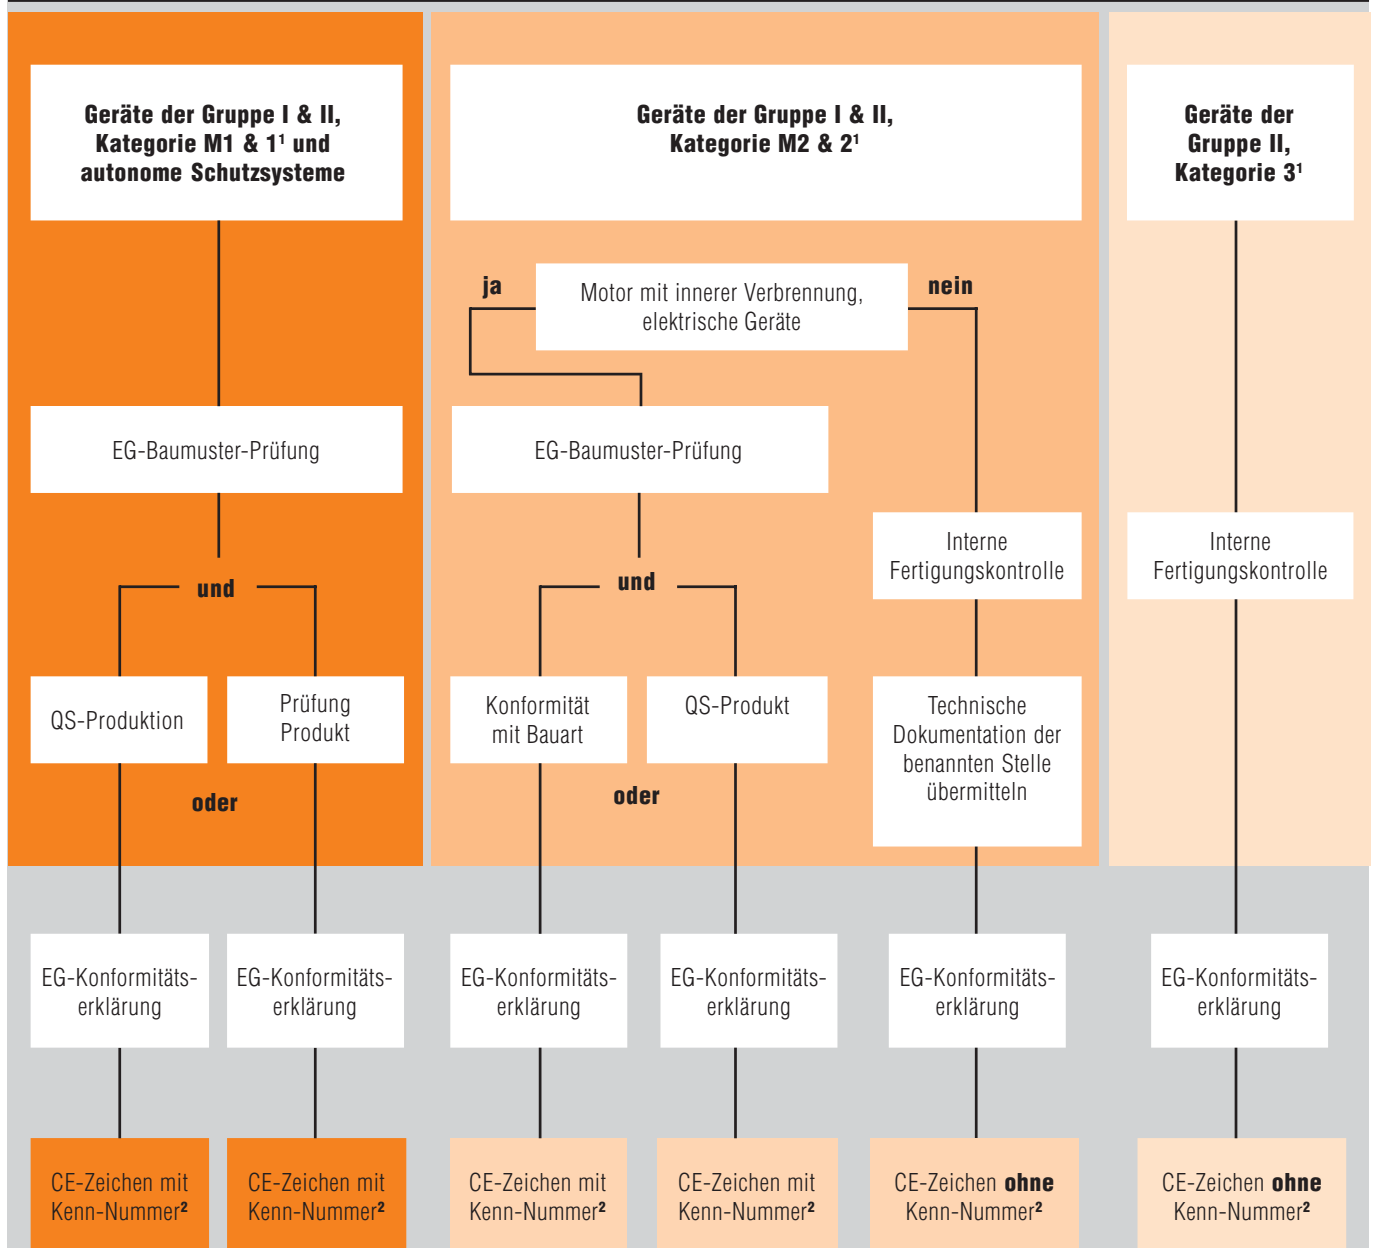 Geräte der Gruppe I & II,
Kategorie M1 & 1¹ und
autonome Schutzsysteme
Geräte der Gruppe I & II,
Kategorie M2 & 2¹
Geräte der
Gruppe II,
Kategorie 3¹
ja
Motor mit innerer Verbrennung,
elektrische Geräte
nein
EG-Baumuster-Prüfung
EG-Baumuster-Prüfung
Interne
Fertigungskontrolle
Interne
Fertigungskontrolle
und
und
QS-Produktion
Prüfung
Produkt
Konformität
mit Bauart
QS-Produkt
Technische
Dokumentation der
benannten Stelle
übermitteln
oder
oder
EG-Konformitäts-
erklärung
EG-Konformitäts-
erklärung
EG-Konformitäts-
erklärung
EG-Konformitäts-
erklärung
EG-Konformitäts-
erklärung
EG-Konformitäts-
erklärung
CE-Zeichen mit
Kenn-Nummer²
CE-Zeichen mit
Kenn-Nummer²
CE-Zeichen mit
Kenn-Nummer²
CE-Zeichen mit
Kenn-Nummer²
CE-Zeichen ohne
Kenn-Nummer²
CE-Zeichen ohne
Kenn-Nummer²